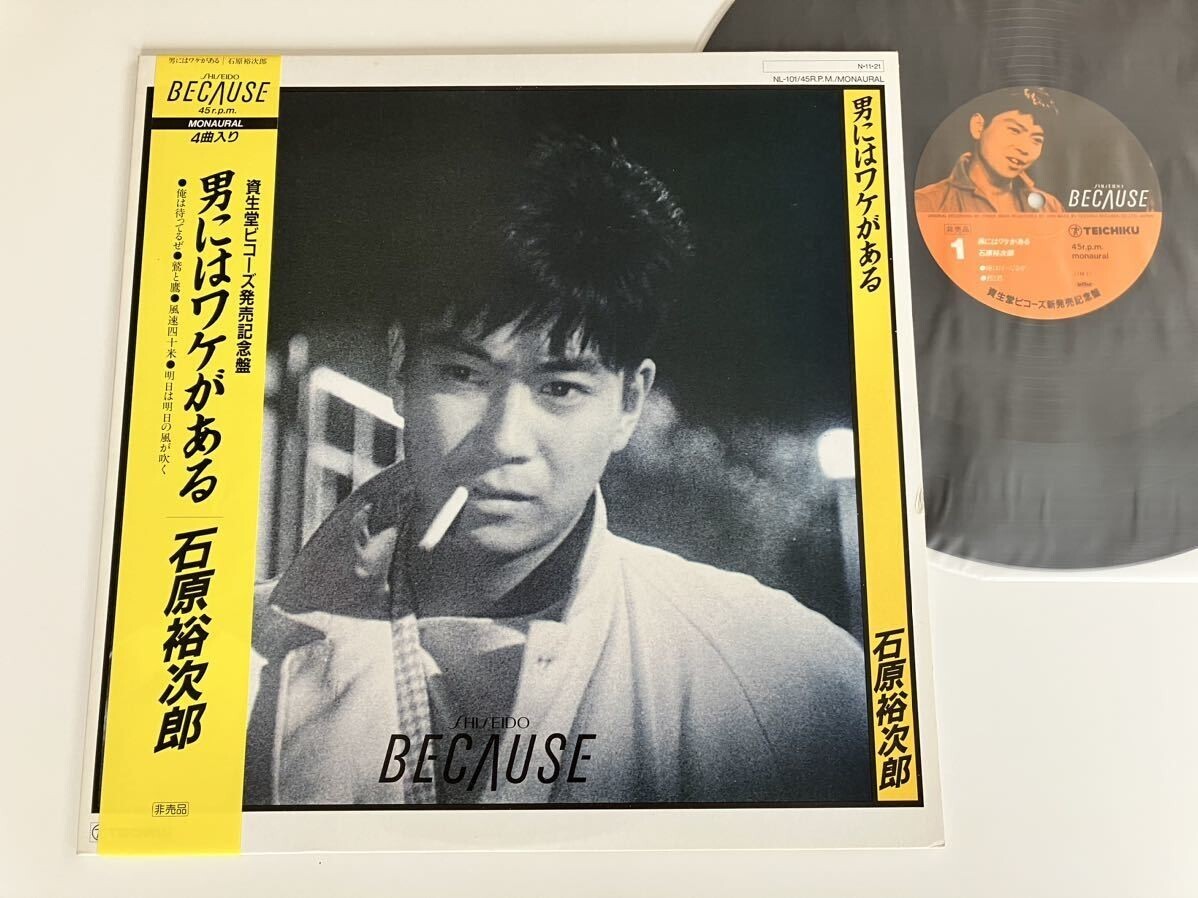 男にはワケがある｜石原裕次郎
SHISEIDO
BECAUSE
45r.p.m.
MONAURAL
4曲入り
資生堂ビコーズ発売記念盤
男にはワケがある
●俺は待ってるぜ●鷲と鷹●風速四十米●明日は明日の風が吹く
石原裕次郎
非売品
N-11-21
NL-101/45R.P.M./MONAURAL
男にはワケがある
石原裕次郎
SHISEIDO
BECAUSE
SHISEIDO
BECAUSE
非売品
TEICHIKU
1
男にはワケがある
石原裕次郎
45r.p.m.
monaural
資生堂ビコーズ新発売記念盤